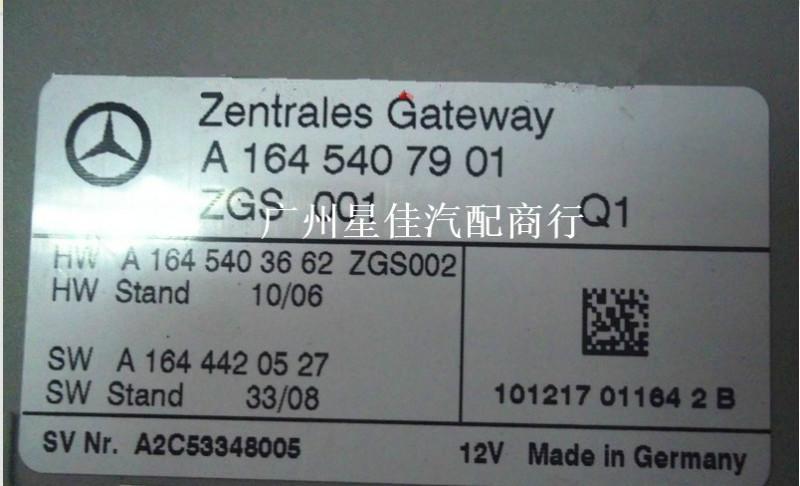 Zentrales Gateway
A 164 540 79 01
ZGS 001 Q1
广州星佳汽配商行
HW A 164 540 36 62 ZGS002
HW Stand 10/06
SW A 164 442 05 27
SW Stand 33/08
101217 01164 2 B
SV Nr. A2C53348005 12V Made in Germany